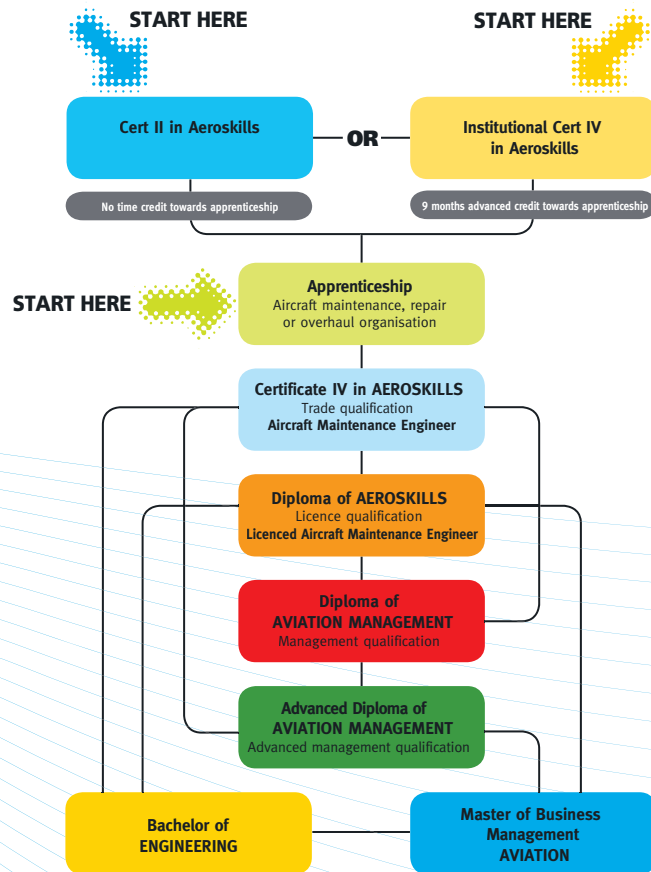 START HERE
START HERE
Cert II in Aeroskills
OR
Institutional Cert IV
in Aeroskills
No time credit towards apprenticeship
9 months advanced credit towards apprenticeship
START HERE
Apprenticeship
Aircraft maintenance, repair
or overhaul organisation
Certificate IV in AEROSKILLS
Trade qualification
Aircraft Maintenance Engineer
Diploma of AEROSKILLS
Licence qualification
Licenced Aircraft Maintenance Engineer
Diploma of
AVIATION MANAGEMENT
Management qualification
Advanced Diploma of
AVIATION MANAGEMENT
Advanced management qualification
Bachelor of
ENGINEERING
Master of Business
Management
AVIATION